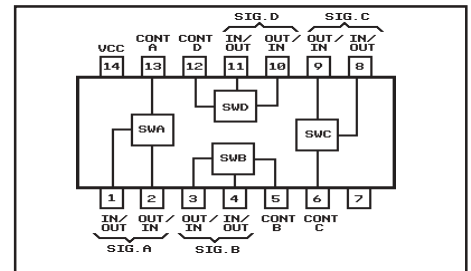 SIG.D SIG.C
CONT CONT IN/ OUT/ OUT/ IN/
VCC A D OUT IN IN OUT
14 13 12 11 10 9 8
SWD
SWA SWC
SWB
1 2 3 4 5 6 7
IN/ OUT/ OUT/ IN/ CONT CONT
OUT IN IN OUT B C
SIG.A SIG.B